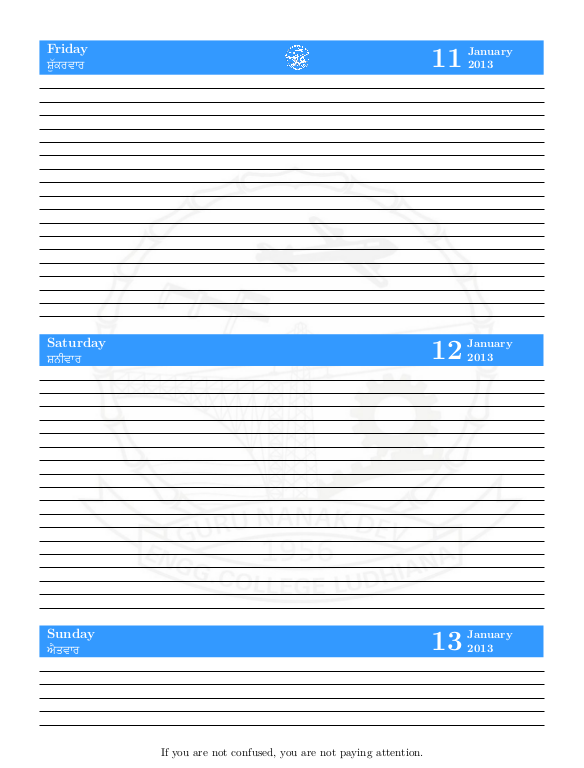 Friday
ਸ਼ੁੱਕਰਵਾਰ
11 January
2013
Saturday
ਸ਼ਨੀਵਾਰ
12 January
2013
GURU NANAK DEV
1956
ENGG. COLLEGE LUDHIANA
Sunday
ਐਤਵਾਰ
13 January
2013
If you are not confused, you are not paying attention.